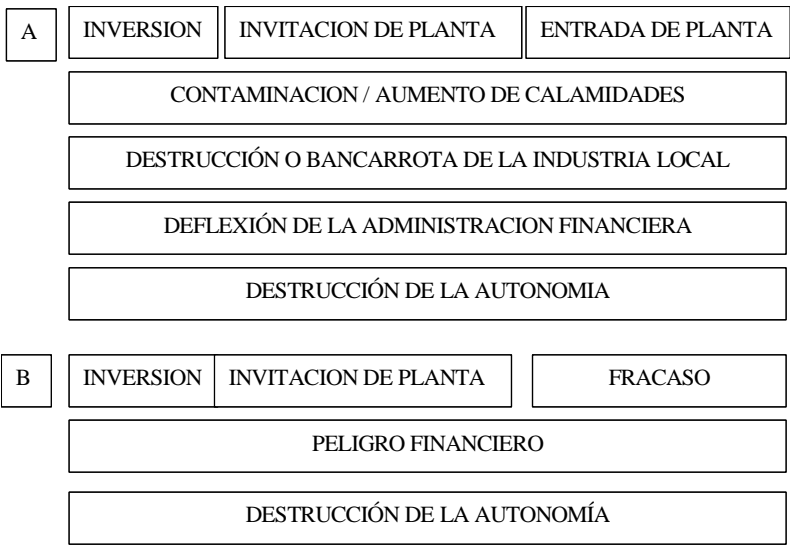 A INVERSION INVITACION DE PLANTA ENTRADA DE PLANTA
CONTAMINACION / AUMENTO DE CALAMIDADES
DESTRUCCIÓN O BANCARROTA DE LA INDUSTRIA LOCAL
DEFLEXIÓN DE LA ADMINISTRACION FINANCIERA
DESTRUCCIÓN DE LA AUTONOMIA
B INVERSION INVITACION DE PLANTA FRACASO
PELIGRO FINANCIERO
DESTRUCCIÓN DE LA AUTONOMÍA